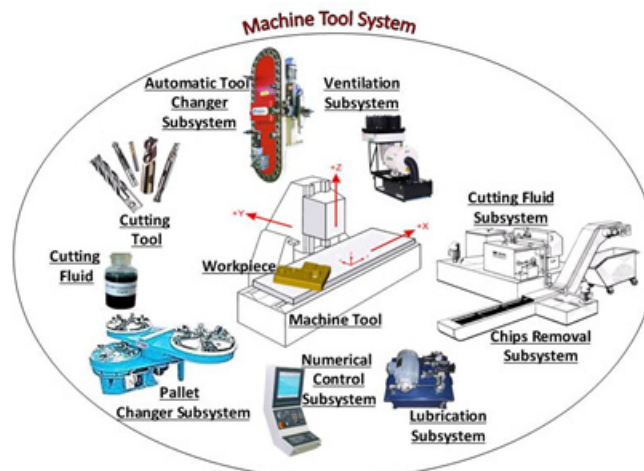 Machine Tool System
Automatic Tool
Changer
Subsystem
Ventilation
Subsystem
Cutting
Tool
+Z
+Y
+X
Cutting Fluid
Subsystem
Cutting
Fluid
Workpiece
Machine Tool
Chips Removal
Subsystem
Pallet
Changer Subsystem
Numerical
Control
Subsystem
Lubrication
Subsystem